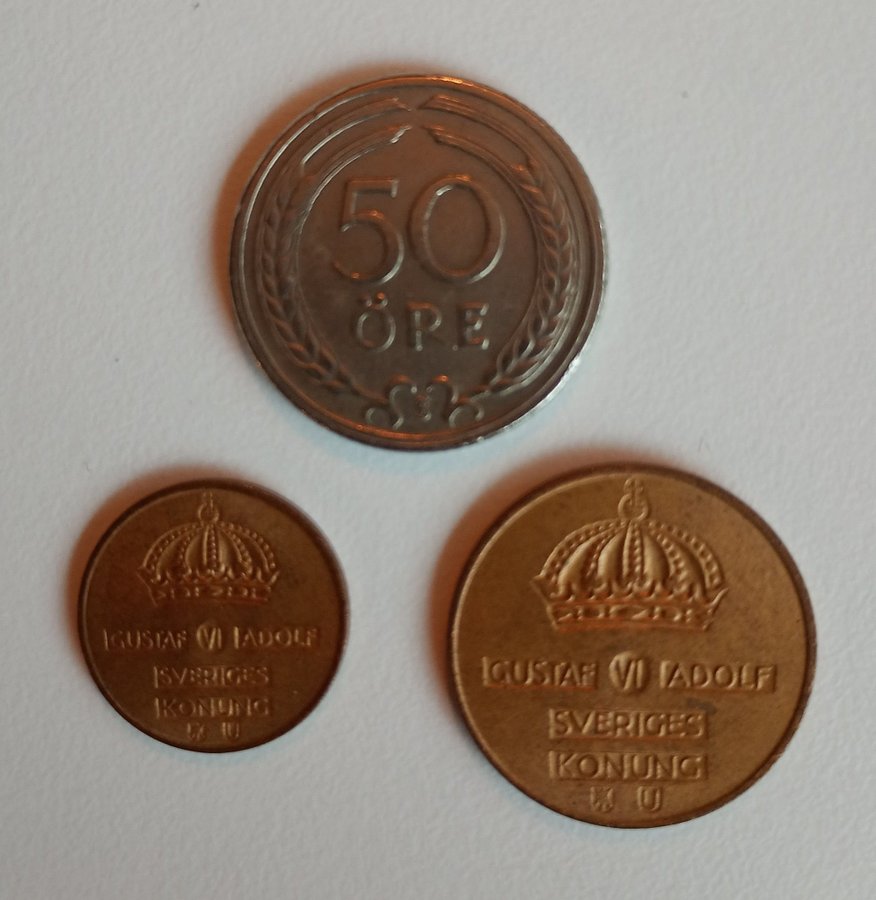 50
ÖRE
GUSTAF VI ADOLF
SVERIGES
KONUNG
U
GUSTAF VI ADOLF
SVERIGES
KONUNG
U